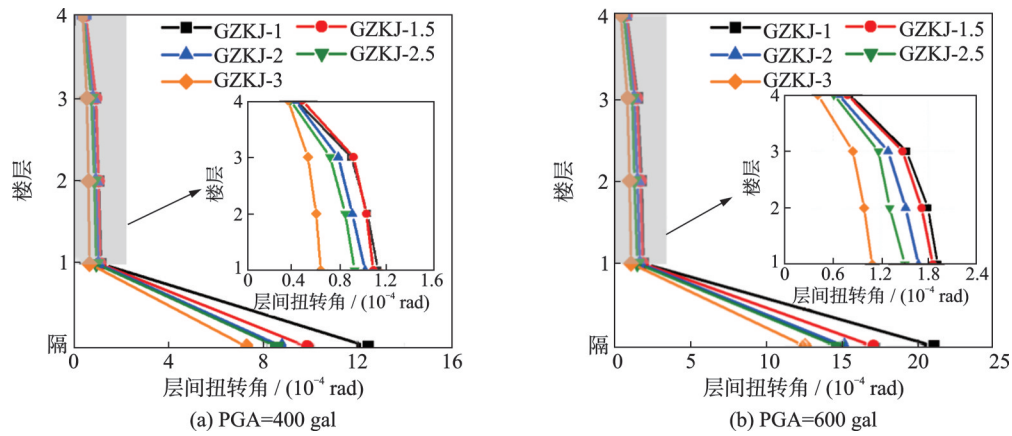 4
3
2
1
隔
楼层
GZKJ-1
GZKJ-1.5
GZKJ-2
GZKJ-2.5
GZKJ-3
4
3
2
1
楼层
0 0.4 0.8 1.2 1.6
层间扭转角 / (10⁻⁴ rad)
0 4 8 12 16
层间扭转角 / (10⁻⁴ rad)
(a) PGA=400 gal
4
3
2
1
隔
楼层
GZKJ-1
GZKJ-1.5
GZKJ-2
GZKJ-2.5
GZKJ-3
4
3
2
1
楼层
0 0.6 1.2 1.8 2.4
层间扭转角 / (10⁻⁴ rad)
0 5 10 15 20 25
层间扭转角 / (10⁻⁴ rad)
(b) PGA=600 gal